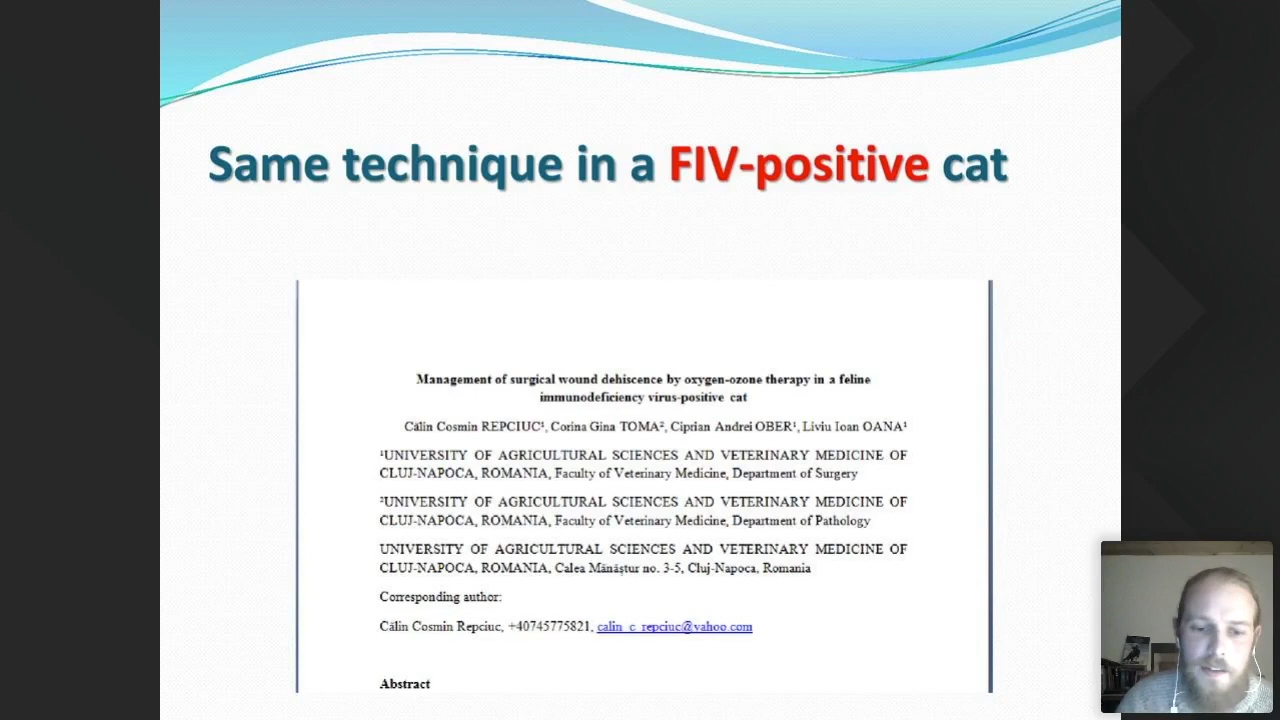 Same technique in a FIV-positive cat
Management of surgical wound dehiscence by oxygen-ozone therapy in a feline
immunodeficiency virus-positive cat
Călin Cosmin REPCIUC¹, Corina Gina TOMA², Ciprian Andrei OBER¹, Liviu Ioan OANA¹
¹UNIVERSITY OF AGRICULTURAL SCIENCES AND VETERINARY MEDICINE OF
CLUJ-NAPOCA, ROMANIA, Faculty of Veterinary Medicine, Department of Surgery
²UNIVERSITY OF AGRICULTURAL SCIENCES AND VETERINARY MEDICINE OF
CLUJ-NAPOCA, ROMANIA, Faculty of Veterinary Medicine, Department of Pathology
UNIVERSITY OF AGRICULTURAL SCIENCES AND VETERINARY MEDICINE OF
CLUJ-NAPOCA, ROMANIA, Calea Mănăștur no. 3-5, Cluj-Napoca, Romania
Corresponding author:
Călin Cosmin Repciuc, +40745775821, calin_c_repciuc@yahoo.com
Abstract